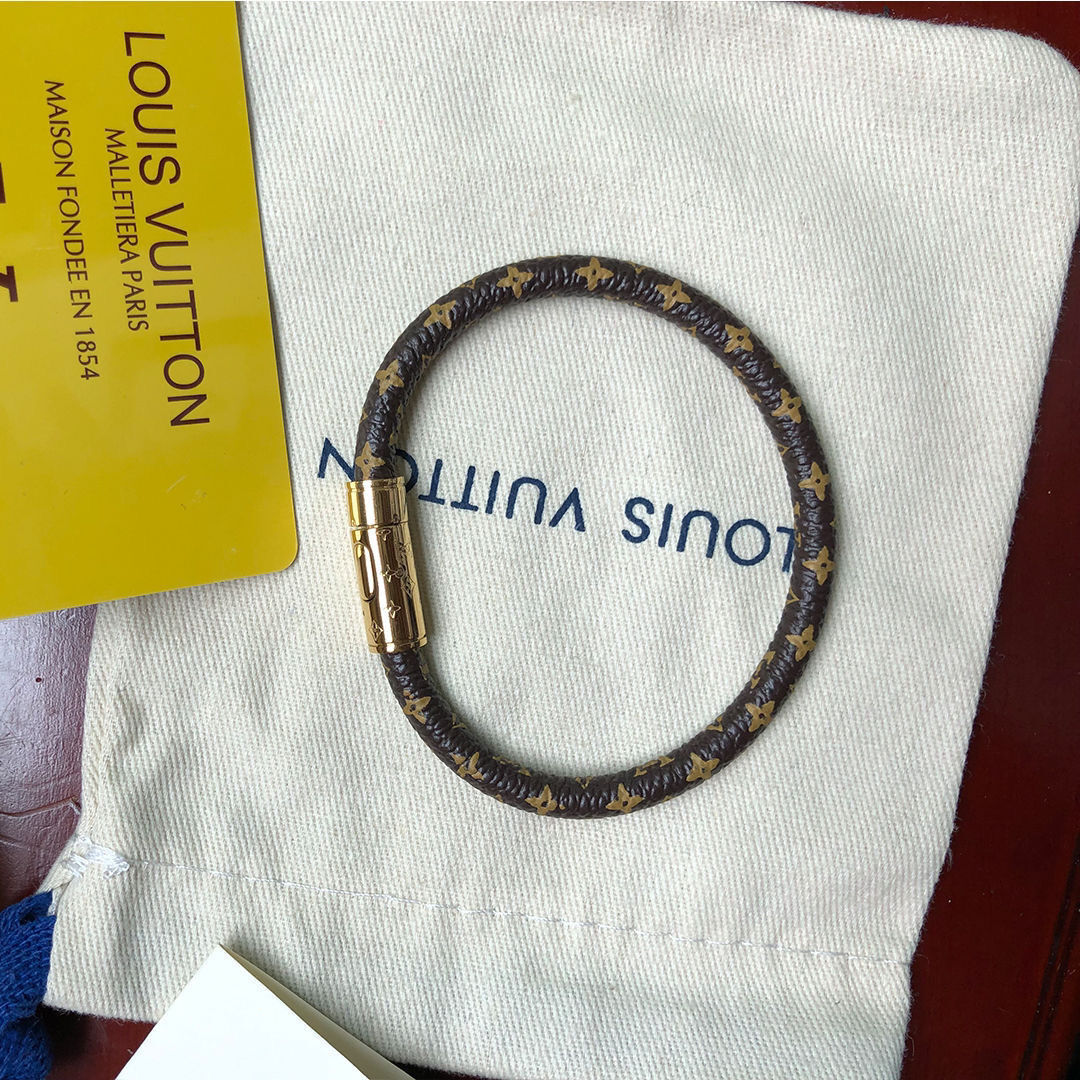 LOUIS VUITTON
MALLETIERA PARIS
MAISON FONDEE EN 1854
LOUIS VUITTON